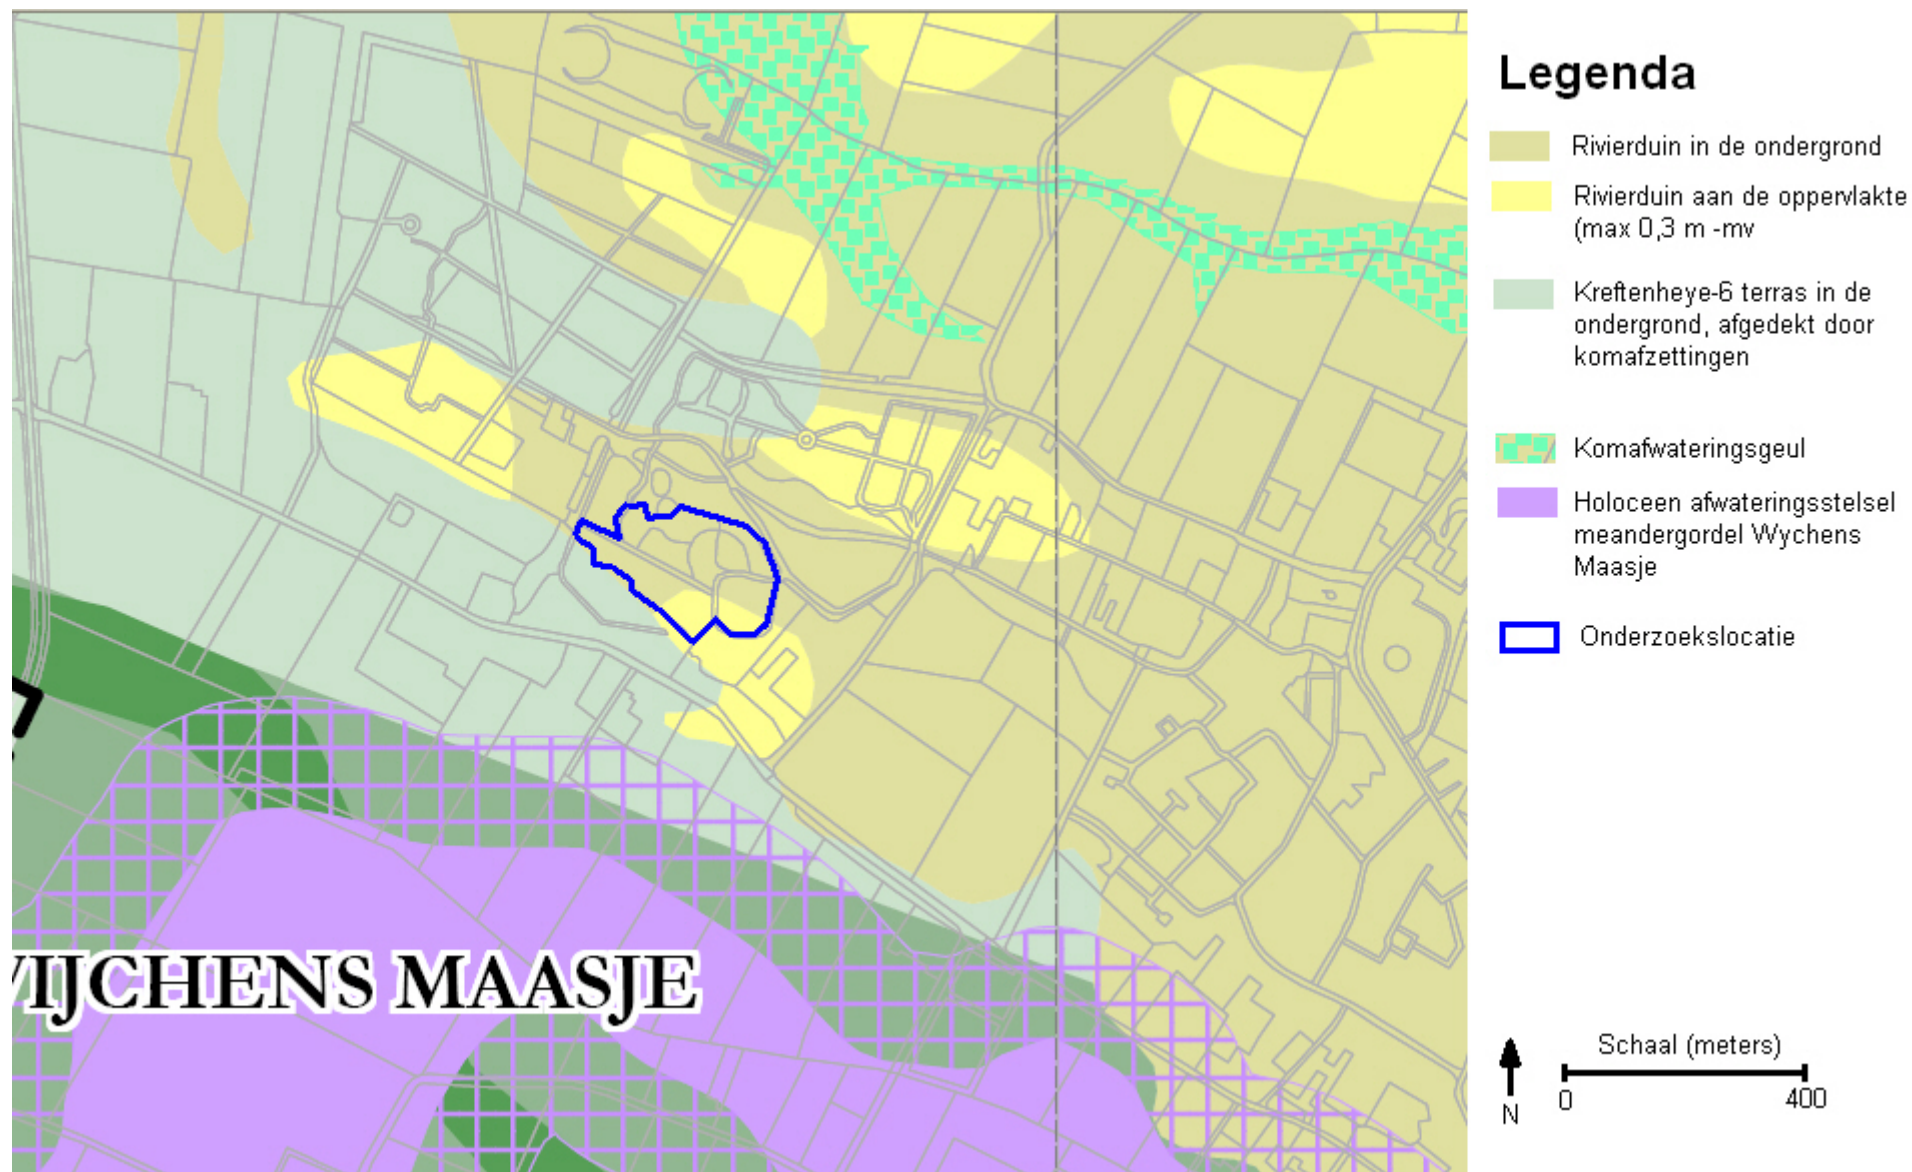 Legenda
Rivierduin in de ondergrond
Rivierduin aan de oppervlakte
(max 0,3 m -mv
Kreftenheye-6 terras in de
ondergrond, afgedekt door
komafzettingen
Komafwateringsgeul
Holoceen afwateringsstelsel
meandergordel Wychens
Maasje
Onderzoekslocatie
VIJCHENS MAASJE
Schaal (meters)
0 400
N